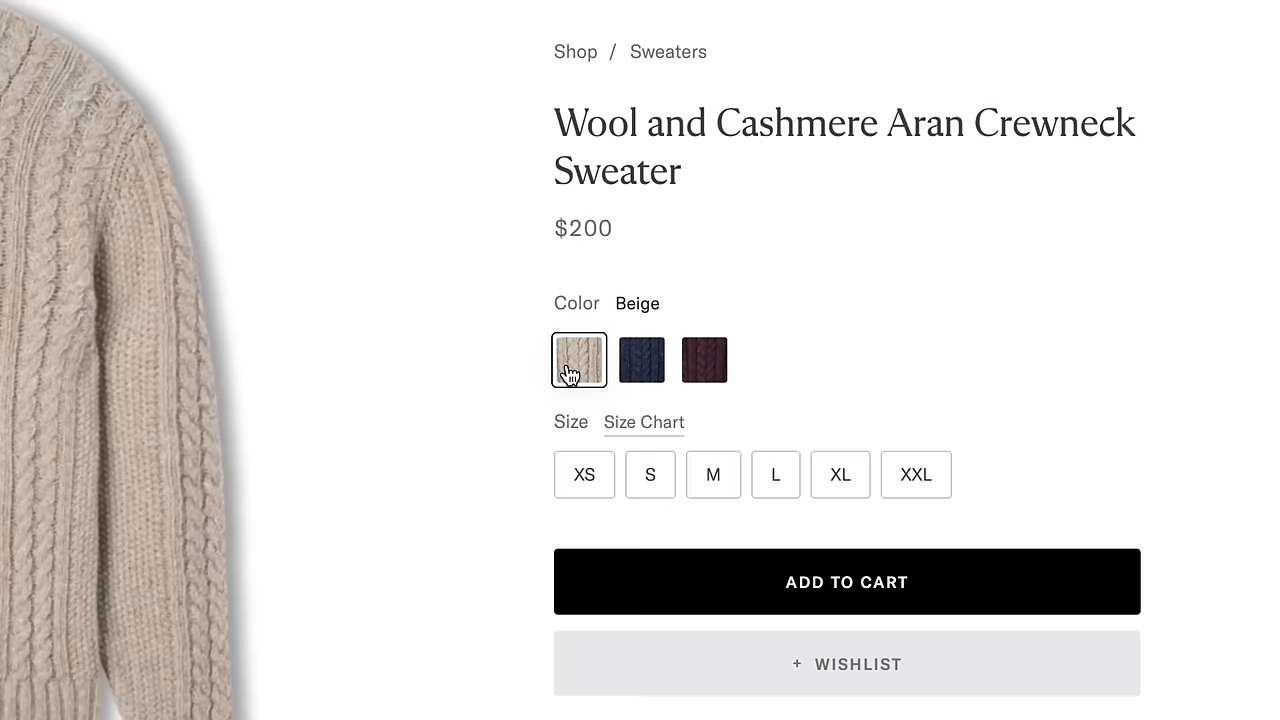 Shop / Sweaters
Wool and Cashmere Aran Crewneck
Sweater
$200
Color Beige
Size Size Chart
XS S M L XL XXL
ADD TO CART
+ WISHLIST